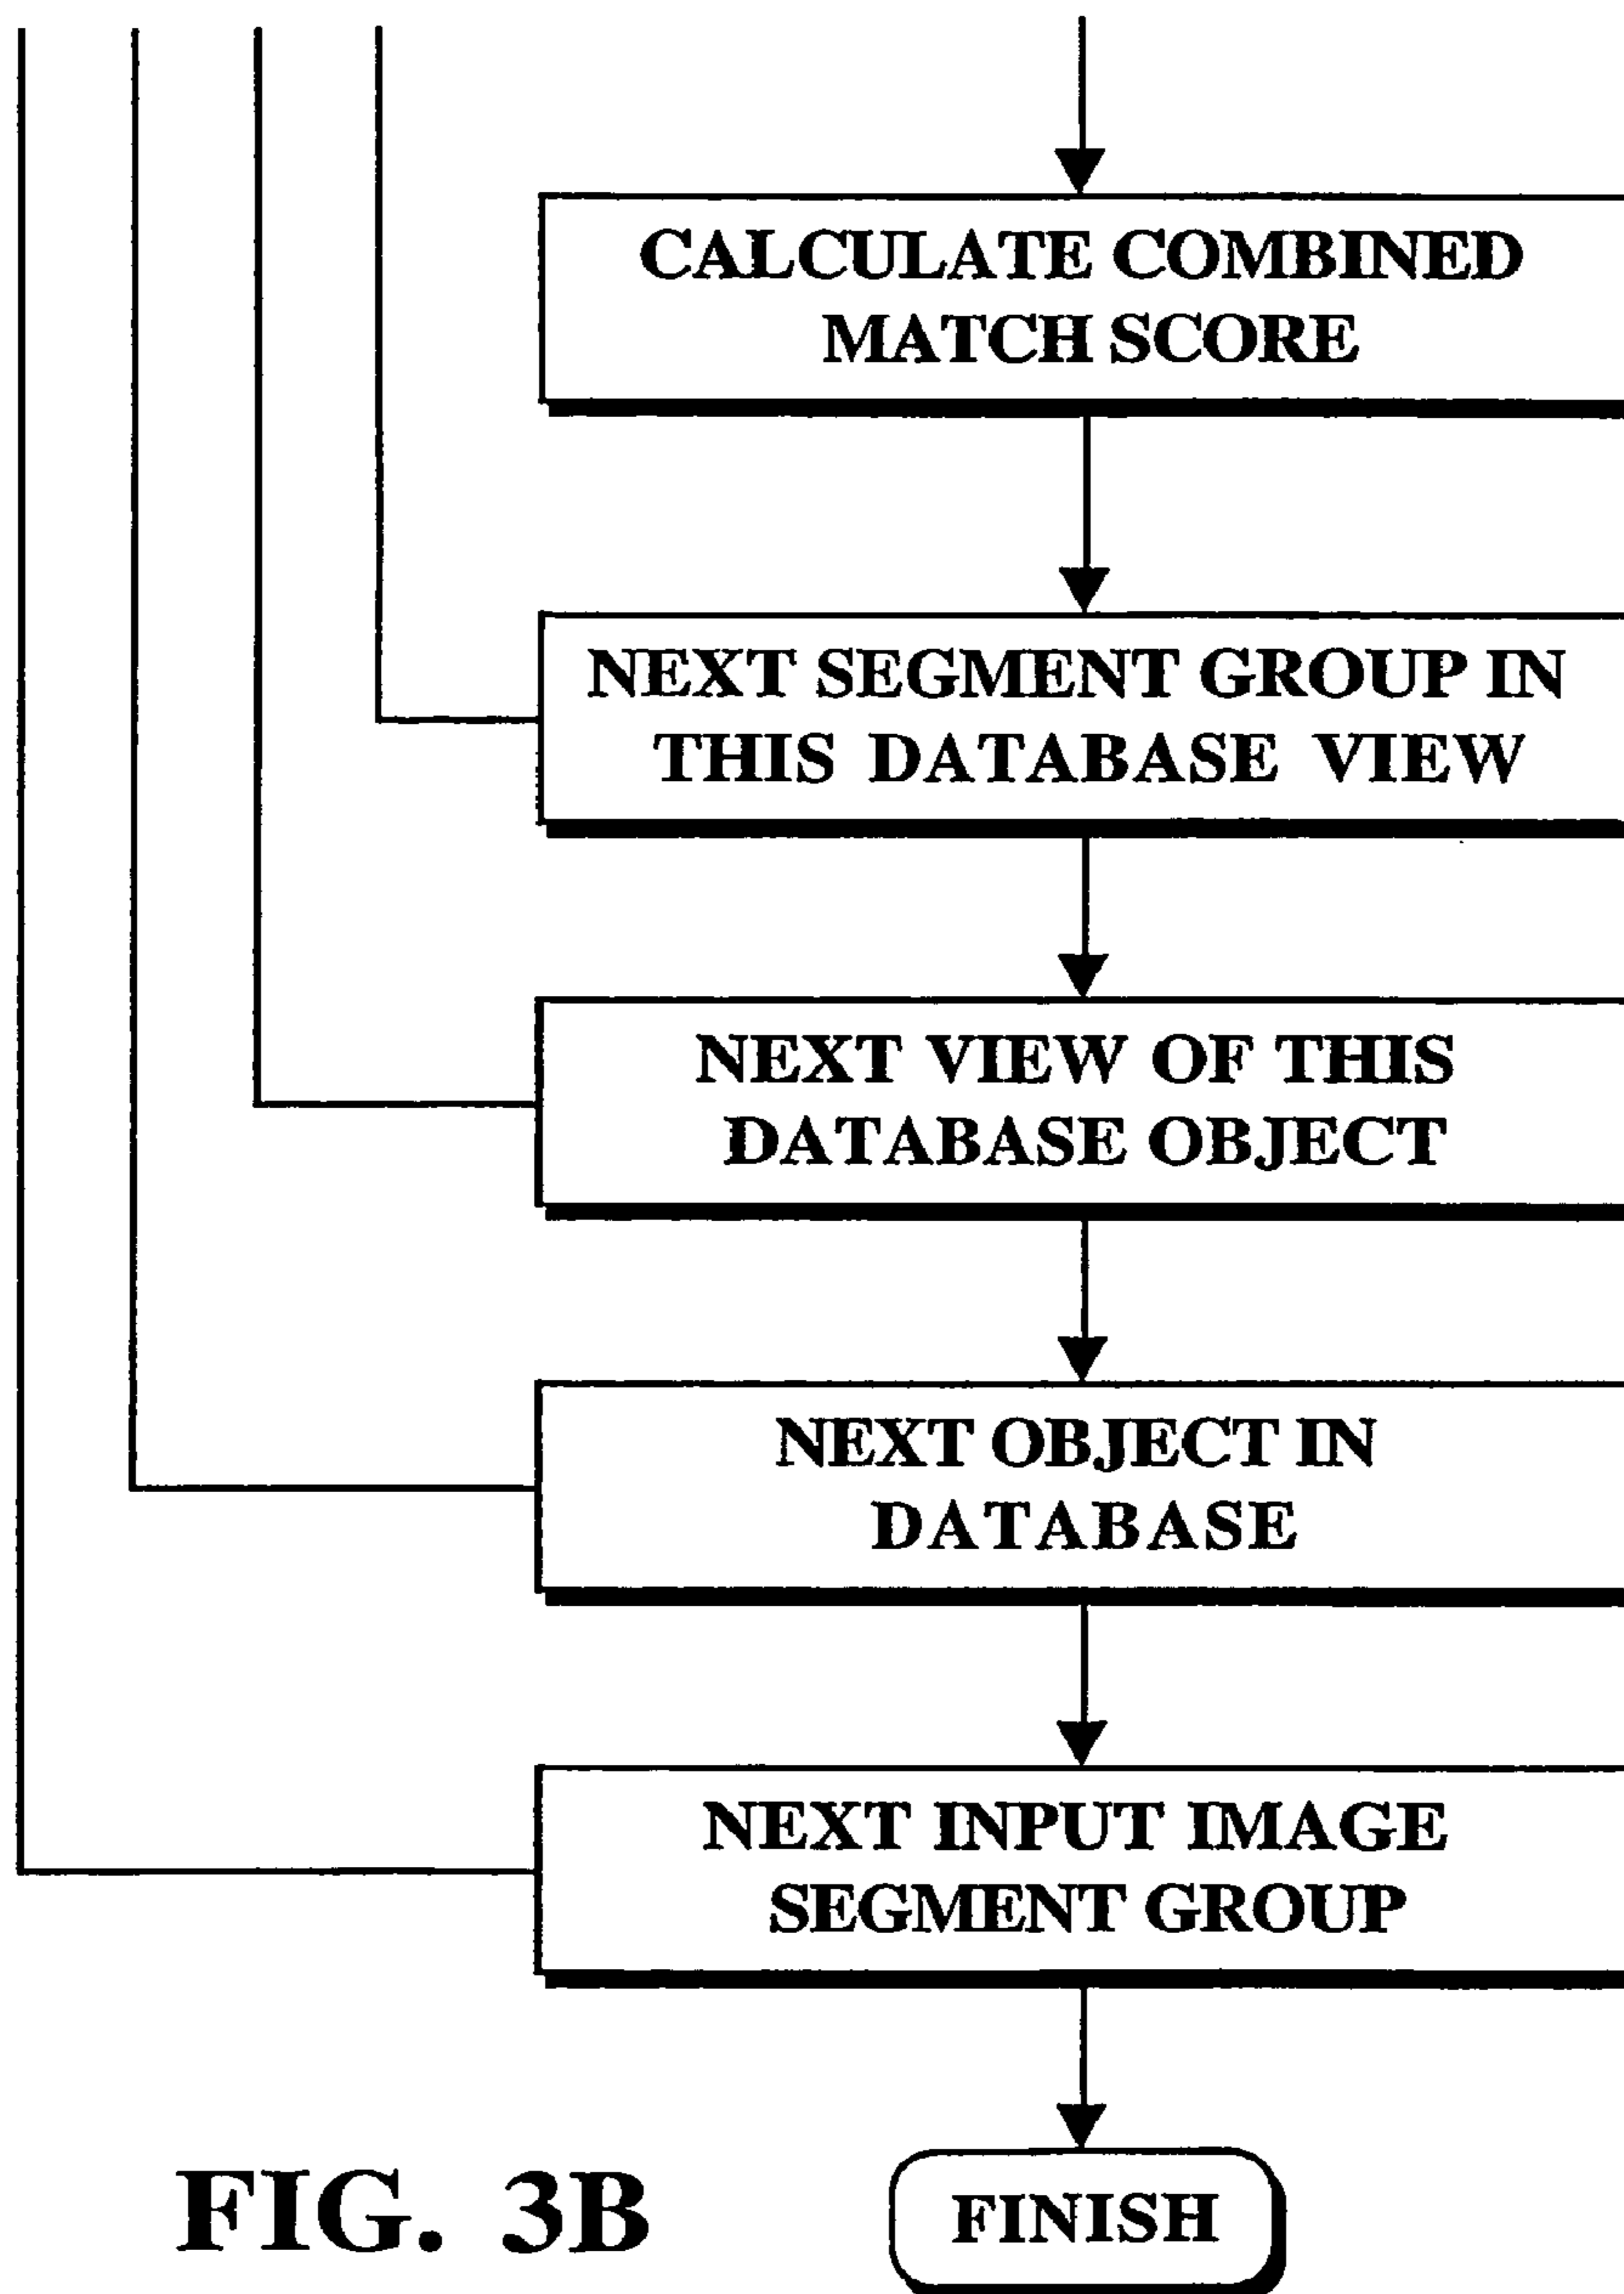 CALCULATE COMBINED
MATCH SCORE
NEXT SEGMENT GROUP IN
THIS DATABASE VIEW
NEXT VIEW OF THIS
DATABASE OBJECT
NEXT OBJECT IN
DATABASE
NEXT INPUT IMAGE
SEGMENT GROUP
FINISH
FIG. 3B